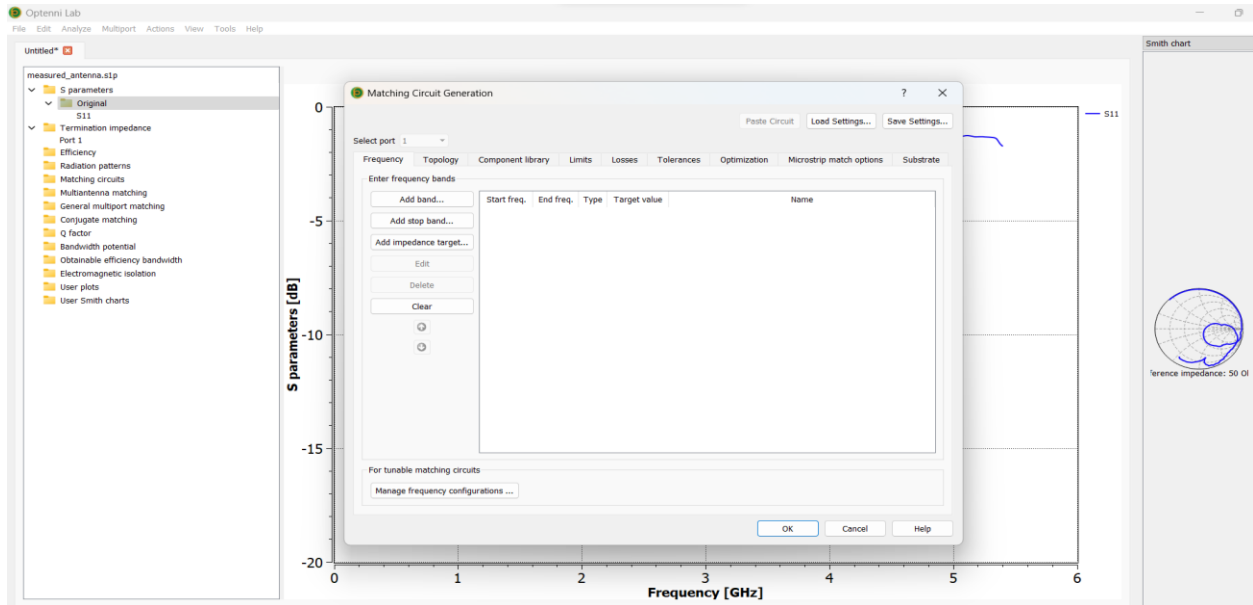 Optenni Lab
File Edit Analyze Multiport Actions View Tools Help
Untitled*
Smith chart
measured_antenna.s1p
S parameters
Original
S11
Termination impedance
Port 1
Efficiency
Radiation patterns
Matching circuits
Multiantenna matching
General multiport matching
Conjugate matching
Q factor
Bandwidth potential
Obtainable efficiency bandwidth
Electromagnetic isolation
User plots
User Smith charts
Matching Circuit Generation ?
Paste Circuit Load Settings... Save Settings...
Select port 1
Frequency Topology Component library Limits Losses Tolerances Optimization Microstrip match options Substrate
Enter frequency bands
Add band...
Add stop band...
Add impedance target...
Edit
Delete
Clear
Start freq. End freq. Type Target value Name
For tunable matching circuits
Manage frequency configurations ...
OK Cancel Help
S parameters [dB]
0
-5
-10
-15
-20
0 1 2 3 4 5 6
Frequency [GHz]
S11
ference impedance: 50 Ol